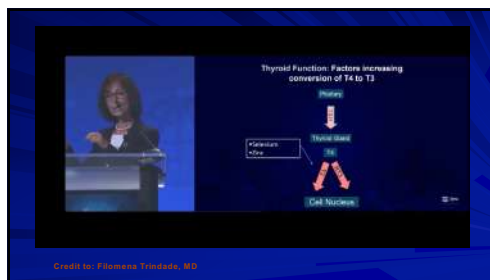 Thyroid Function: Factors increasing
conversion of T4 to T3
Pituitary
Thyroid Gland
T4
•Selenium
•Zinc
Cell Nucleus
Credit to: Filomena Trindade, MD